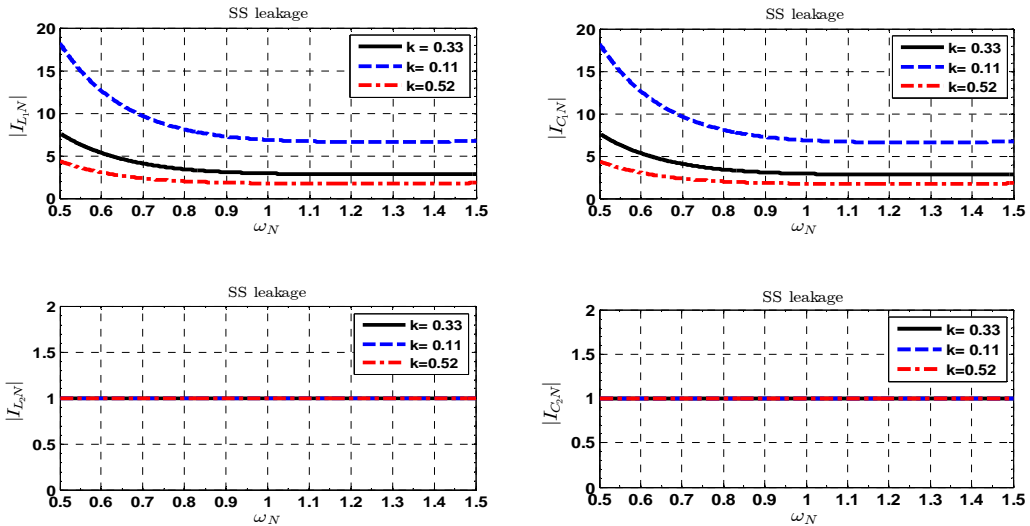 SS leakage
|I_{L_1N}|
20
15
10
5
0
k = 0.33
k= 0.11
k=0.52
0.5 0.6 0.7 0.8 0.9 1 1.1 1.2 1.3 1.4 1.5
ω_N
SS leakage
|I_{C_1N}|
20
15
10
5
0
k= 0.33
k= 0.11
k=0.52
0.5 0.6 0.7 0.8 0.9 1 1.1 1.2 1.3 1.4 1.5
ω_N
SS leakage
|I_{L_2N}|
2
1.5
1
0.5
0
k= 0.33
k= 0.11
k=0.52
0.5 0.6 0.7 0.8 0.9 1 1.1 1.2 1.3 1.4 1.5
ω_N
SS leakage
|I_{C_2N}|
2
1.5
1
0.5
0
k= 0.33
k= 0.11
k=0.52
0.5 0.6 0.7 0.8 0.9 1 1.1 1.2 1.3 1.4 1.5
ω_N